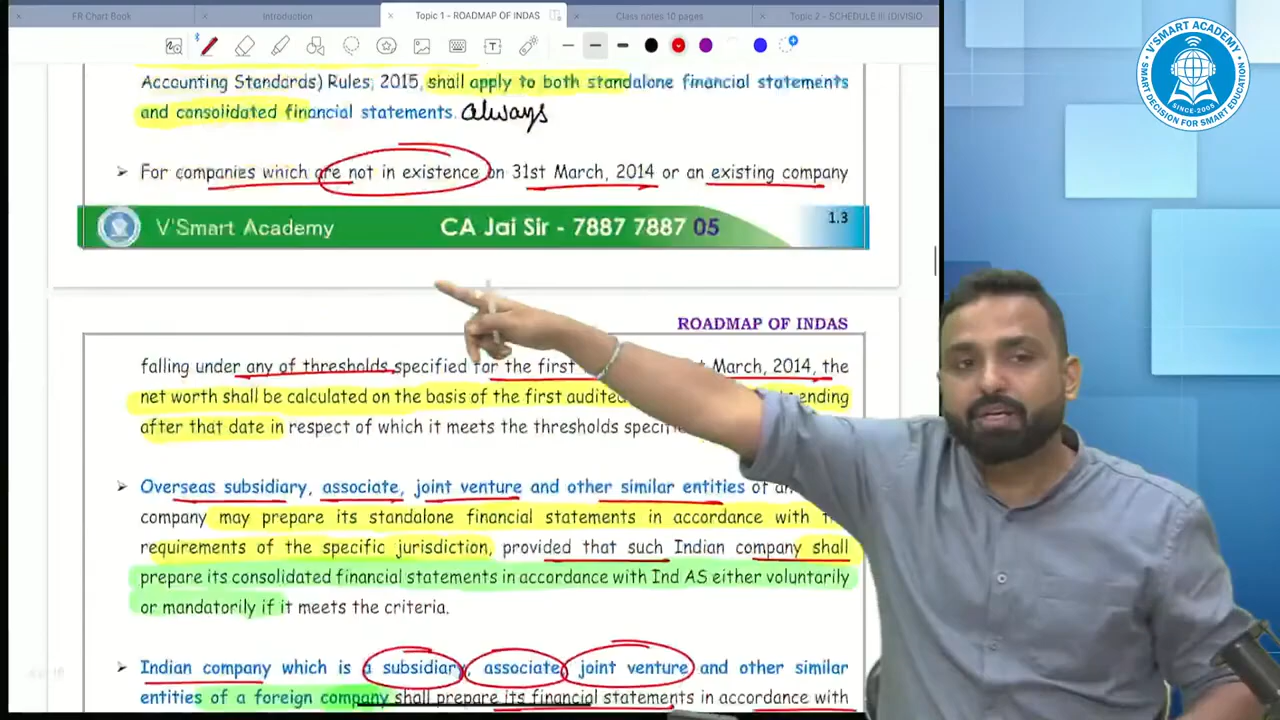 FR Chart Book
Introduction
Topic 1 - ROADMAP OF INDAS
Class notes 10 pages
Topic 2 - SCHEDULE III (DIVISIO
V'SMART ACADEMY
SINCE-2005
SMART DECISION FOR SMART EDUCATION
Accounting Standards) Rules, 2015, shall apply to both standalone financial statements
and consolidated financial statements. always
➢ For companies which are not in existence on 31st March, 2014 or an existing company
V'Smart Academy CA Jai Sir - 7887 7887 05 1.3
ROADMAP OF INDAS
falling under any of thresholds specified for the first March, 2014, the
net worth shall be calculated on the basis of the first audited ending
after that date in respect of which it meets the thresholds
➢ Overseas subsidiary, associate, joint venture and other similar entities of
company may prepare its standalone financial statements in accordance with
requirements of the specific jurisdiction, provided that such Indian company shall
prepare its consolidated financial statements in accordance with Ind AS either voluntarily
or mandatorily if it meets the criteria.
➢ Indian company which is a subsidiary, associate, joint venture and other similar
entities of a foreign company shall prepare its financial statements in accordance with